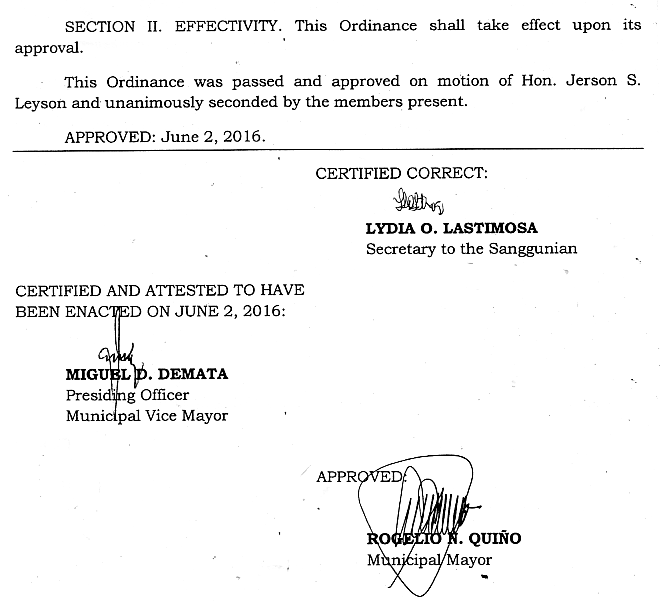 SECTION II. EFFECTIVITY. This Ordinance shall take effect upon its
approval.
This Ordinance was passed and approved on motion of Hon. Jerson S.
Leyson and unanimously seconded by the members present.
APPROVED: June 2, 2016.
CERTIFIED CORRECT:
LYDIA O. LASTIMOSA
Secretary to the Sanggunian
CERTIFIED AND ATTESTED TO HAVE
BEEN ENACTED ON JUNE 2, 2016:
MIGUEL D. DEMATA
Presiding Officer
Municipal Vice Mayor
APPROVED:
ROGELIO N. QUIÑO
Municipal Mayor